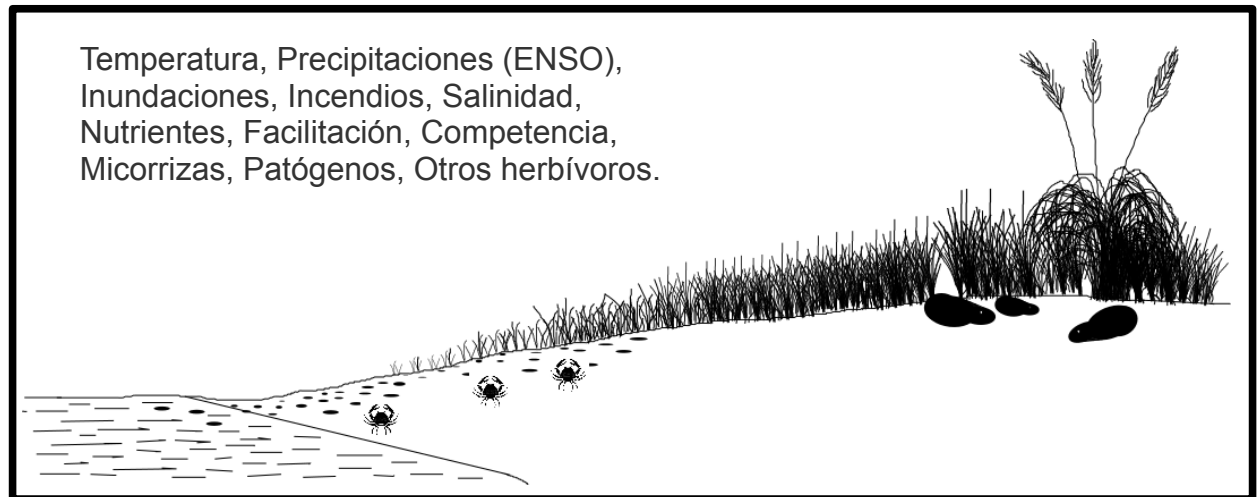 Temperatura, Precipitaciones (ENSO),
Inundaciones, Incendios, Salinidad,
Nutrientes, Facilitación, Competencia,
Micorrizas, Patógenos, Otros herbívoros.